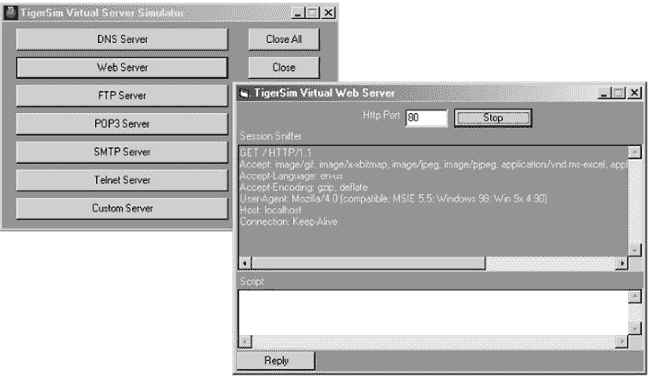 TigerSim Virtual Server Simulator
DNS Server
Close All
Web Server
Close
FTP Server
POP3 Server
SMTP Server
Telnet Server
Custom Server
TigerSim Virtual Web Server
Http Port
80
Stop
Session Sniffer
GET / HTTP/1.1
Accept: image/gif, image/x-xbitmap, image/jpeg, image/pjpeg, application/vnd.ms-excel,
Accept-Language: en-us
Accept-Encoding: gzip, deflate
User-Agent: Mozilla/4.0 (compatible; MSIE 5.5; Windows 98; Win 9x 4.90)
Host: localhost
Connection: Keep-Alive
Script
Reply